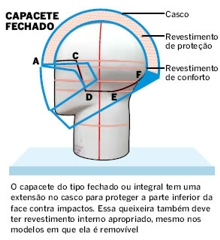 CAPACETE
FECHADO
Casco
Revestimento
de proteção
Revestimento
de conforto
A
C
F
D
E
O capacete do tipo fechado ou integral tem uma
extensão no casco para proteger a parte inferior da
face contra impactos. Essa queixeira também deve
ter revestimento interno apropriado, mesmo nos
modelos em que ela é removível